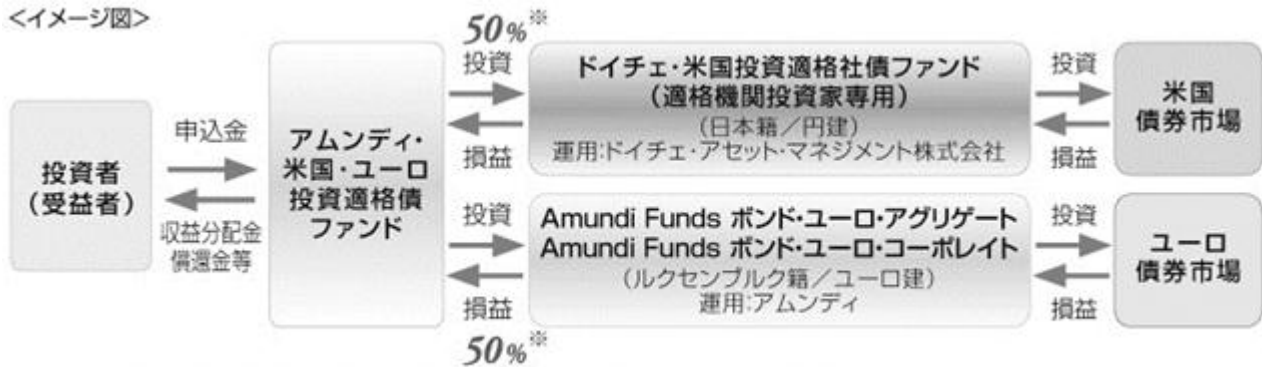 <イメージ図>
投資者
(受益者)
申込金
収益分配金
償還金等
アムンディ・
米国・ユーロ
投資適格債
ファンド
50%※
投資
損益
ドイチェ・米国投資適格社債ファンド
(適格機関投資家専用)
(日本籍/円建)
運用:ドイチェ・アセット・マネジメント株式会社
投資
損益
米国
債券市場
投資
損益
50%※
Amundi Funds ボンド・ユーロ・アグリゲート
Amundi Funds ボンド・ユーロ・コーポレイト
(ルクセンブルク籍/ユーロ建)
運用:アムンディ
投資
損益
ユーロ
債券市場